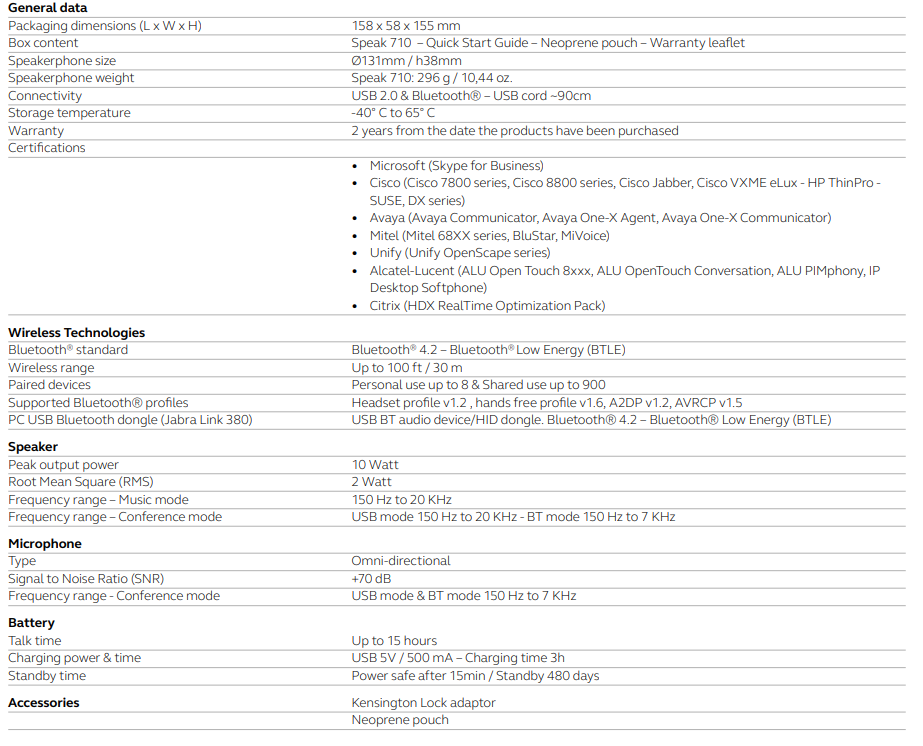 General data
Packaging dimensions (L x W x H) 158 x 58 x 155 mm
Box content Speak 710 – Quick Start Guide – Neoprene pouch – Warranty leaflet
Speakerphone size Ø131mm / h38mm
Speakerphone weight Speak 710: 296 g / 10,44 oz.
Connectivity USB 2.0 & Bluetooth® – USB cord ~90cm
Storage temperature -40° C to 65° C
Warranty 2 years from the date the products have been purchased
Certifications
• Microsoft (Skype for Business)
• Cisco (Cisco 7800 series, Cisco 8800 series, Cisco Jabber, Cisco VXME eLux - HP ThinPro -
SUSE, DX series)
• Avaya (Avaya Communicator, Avaya One-X Agent, Avaya One-X Communicator)
• Mitel (Mitel 68XX series, BluStar, MiVoice)
• Unify (Unify OpenScape series)
• Alcatel-Lucent (ALU Open Touch 8xxx, ALU OpenTouch Conversation, ALU PIMphony, IP
Desktop Softphone)
• Citrix (HDX RealTime Optimization Pack)
Wireless Technologies
Bluetooth® standard Bluetooth® 4.2 – Bluetooth® Low Energy (BTLE)
Wireless range Up to 100 ft / 30 m
Paired devices Personal use up to 8 & Shared use up to 900
Supported Bluetooth® profiles Headset profile v1.2 , hands free profile v1.6, A2DP v1.2, AVRCP v1.5
PC USB Bluetooth dongle (Jabra Link 380) USB BT audio device/HID dongle. Bluetooth® 4.2 – Bluetooth® Low Energy (BTLE)
Speaker
Peak output power 10 Watt
Root Mean Square (RMS) 2 Watt
Frequency range – Music mode 150 Hz to 20 KHz
Frequency range – Conference mode USB mode 150 Hz to 20 KHz - BT mode 150 Hz to 7 KHz
Microphone
Type Omni-directional
Signal to Noise Ratio (SNR) +70 dB
Frequency range - Conference mode USB mode & BT mode 150 Hz to 7 KHz
Battery
Talk time Up to 15 hours
Charging power & time USB 5V / 500 mA – Charging time 3h
Standby time Power safe after 15min / Standby 480 days
Accessories Kensington Lock adaptor
Neoprene pouch